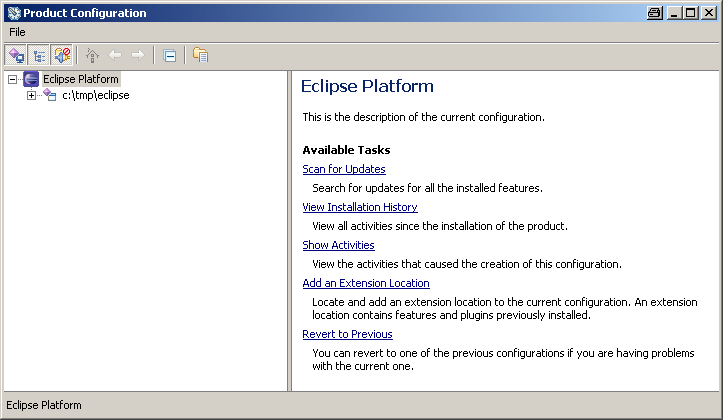 Product Configuration
File
Eclipse Platform
c:\tmp\eclipse
Eclipse Platform
This is the description of the current configuration.
Available Tasks
Scan for Updates
Search for updates for all the installed features.
View Installation History
View all activities since the installation of the product.
Show Activities
View the activities that caused the creation of this configuration.
Add an Extension Location
Locate and add an extension location to the current configuration. An extension
location contains features and plugins previously installed.
Revert to Previous
You can revert to one of the previous configurations if you are having problems
with the current one.
Eclipse Platform